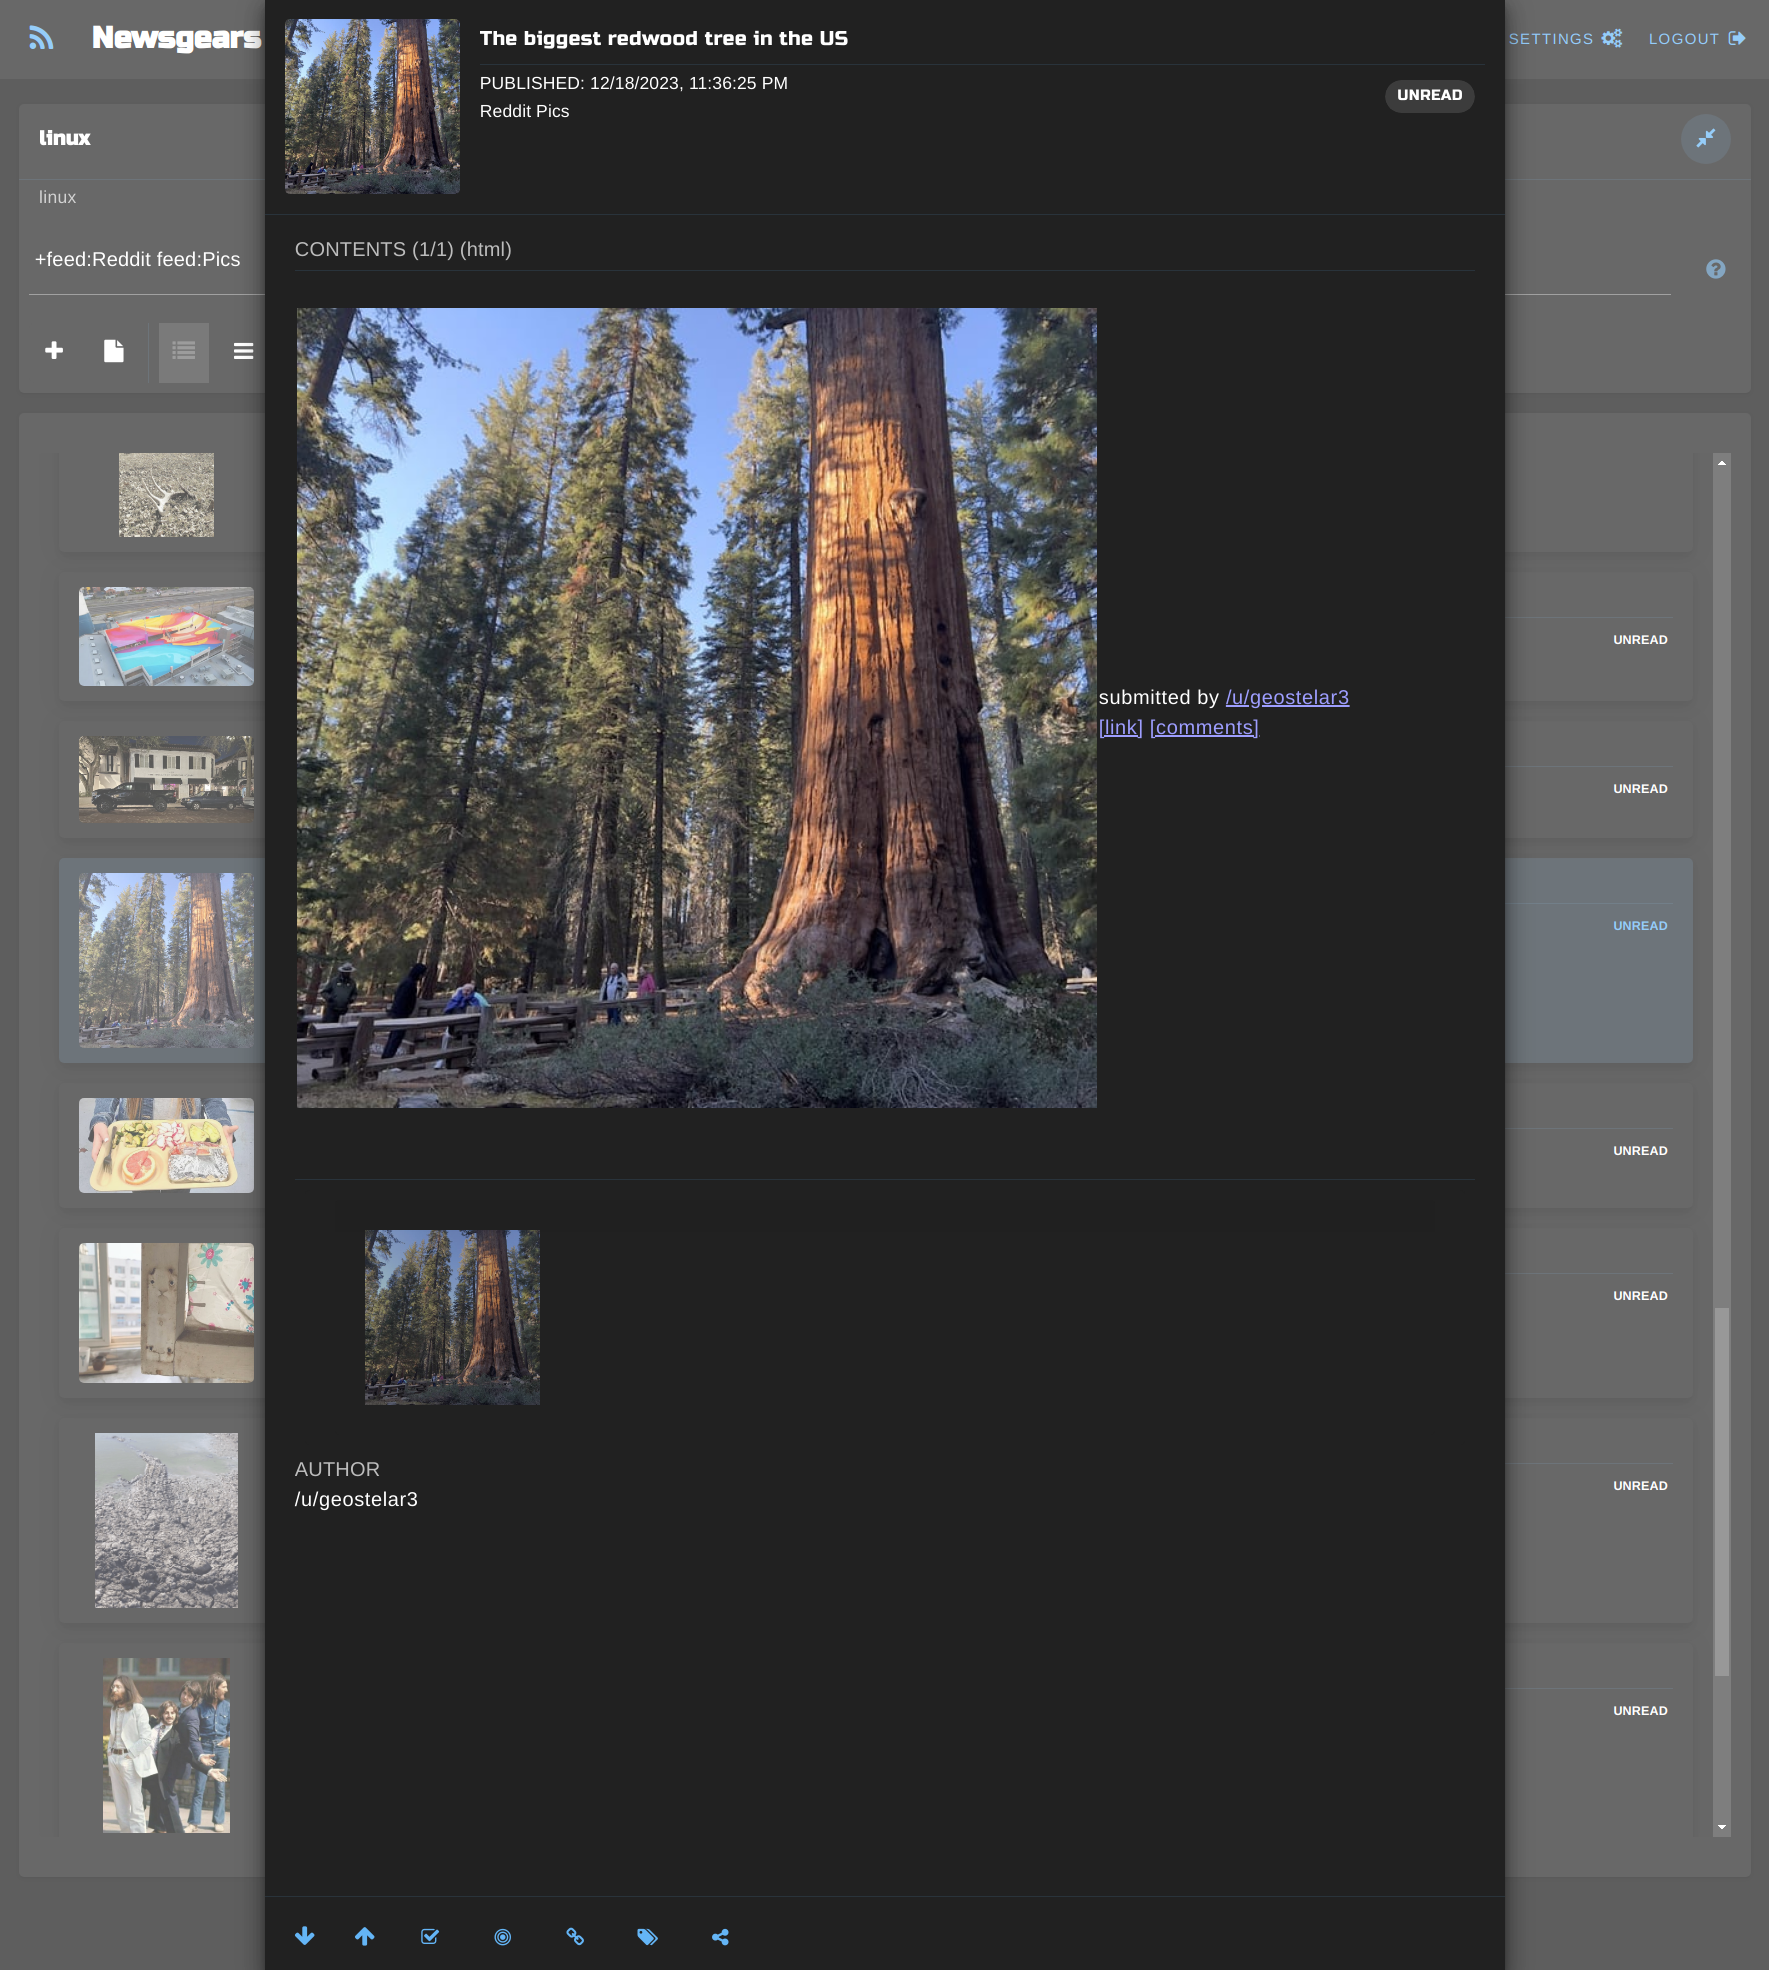 Newsgears
SETTINGS
LOGOUT
linux
linux
+feed:Reddit feed:Pics
The biggest redwood tree in the US
PUBLISHED: 12/18/2023, 11:36:25 PM
Reddit Pics
UNREAD
CONTENTS (1/1) (html)
submitted by /u/geostelar3
[link] [comments]
AUTHOR
/u/geostelar3
UNREAD
UNREAD
UNREAD
UNREAD
UNREAD
UNREAD
UNREAD